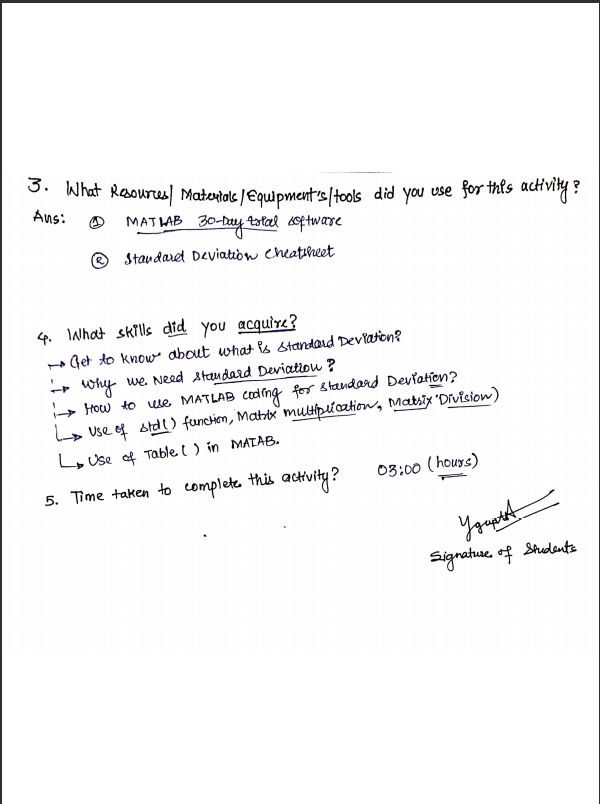 3. What Resources/ Materials/Equipment's/tools did you use for this activity?
Ans: ① MATLAB 30-Day total software
② Standard Deviation Cheatsheet
4. What skills did you acquire?
→ Get to know about what is Standard Deviation?
→ Why we Need Standard Deviation?
→ How to use MATLAB coding for Standard Deviation?
→ Use of std() function, Matrix multiplication, Matrix Division)
→ Use of Table( ) in MATAB.
5. Time taken to complete this activity? 03:00 (hours)
Signature of Students